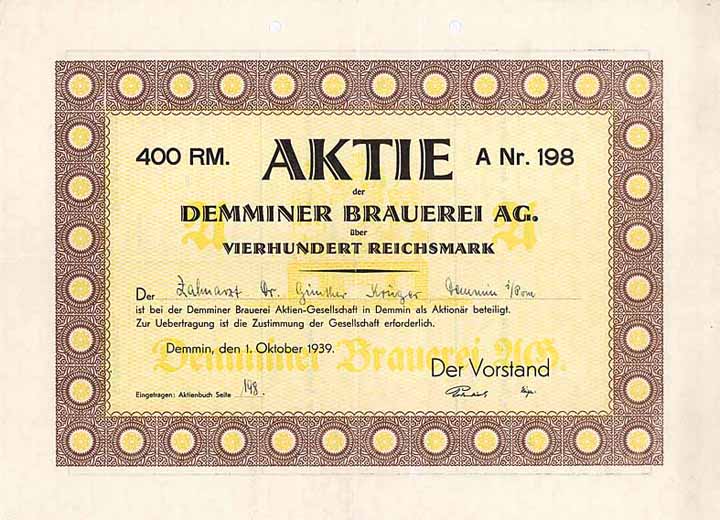 400 RM. AKTIE A Nr. 198
der
DEMMINER BRAUEREI AG.
über
VIERHUNDERT REICHSMARK
Der Zahnarzt Dr. Günther Krüger Demmin i/Pom
ist bei der Demminer Brauerei Aktien-Gesellschaft in Demmin als Aktionär beteiligt.
Zur Uebertragung ist die Zustimmung der Gesellschaft erforderlich.
Demminer Brauerei AG.
Demmin, den 1. Oktober 1939.
Der Vorstand
Eingetragen: Aktienbuch Seite 198.